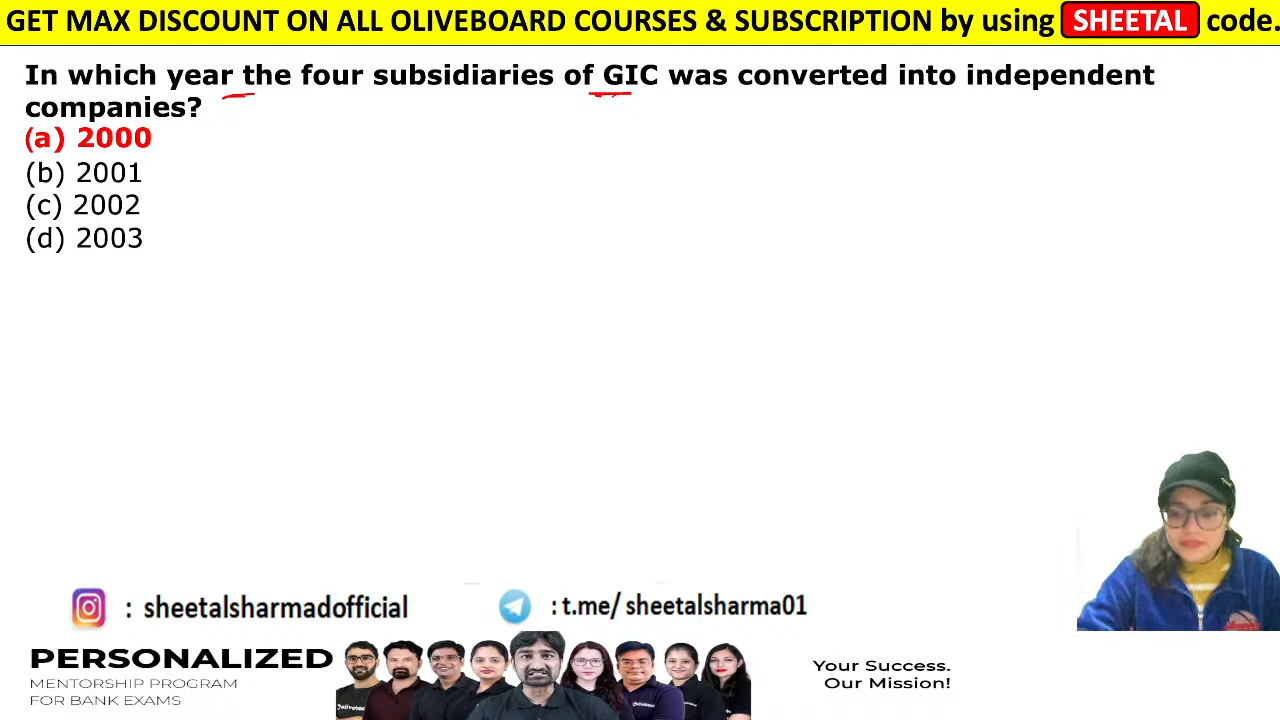 GET MAX DISCOUNT ON ALL OLIVEBOARD COURSES & SUBSCRIPTION by using SHEETAL code.
In which year the four subsidiaries of GIC was converted into independent
companies?
(a) 2000
(b) 2001
(c) 2002
(d) 2003
: sheetalsharmadofficial
: t.me/ sheetalsharma01
PERSONALIZED
MENTORSHIP PROGRAM
FOR BANK EXAMS
Your Success.
Our Mission!